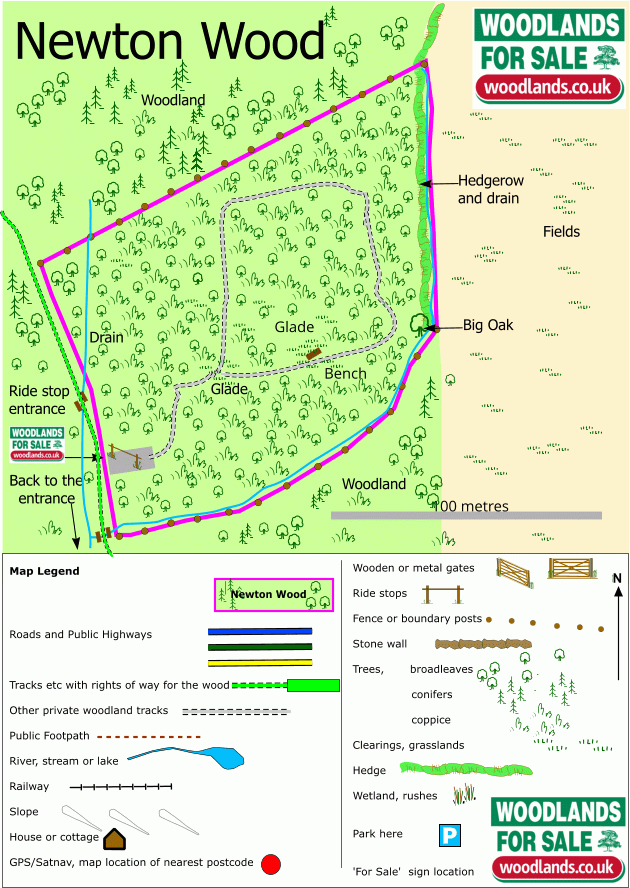 Newton Wood
WOODLANDS
FOR SALE
woodlands.co.uk
Woodland
Hedgerow
and drain
Fields
Glade
Big Oak
Drain
Bench
Glade
Ride stop
entrance
WOODLANDS
FOR SALE
woodlands.co.uk
Back to the
entrance
Woodland
100 metres
Map Legend
Newton Wood
Roads and Public Highways
Tracks etc with rights of way for the wood
Other private woodland tracks
Public Footpath
River, stream or lake
Railway
Slope
House or cottage
GPS/Satnav, map location of nearest postcode
Wooden or metal gates
N
Ride stops
Fence or boundary posts
Stone wall
Trees, broadleaves
conifers
coppice
Clearings, grasslands
Hedge
Wetland, rushes
Park here
P
'For Sale' sign location
WOODLANDS
FOR SALE
woodlands.co.uk